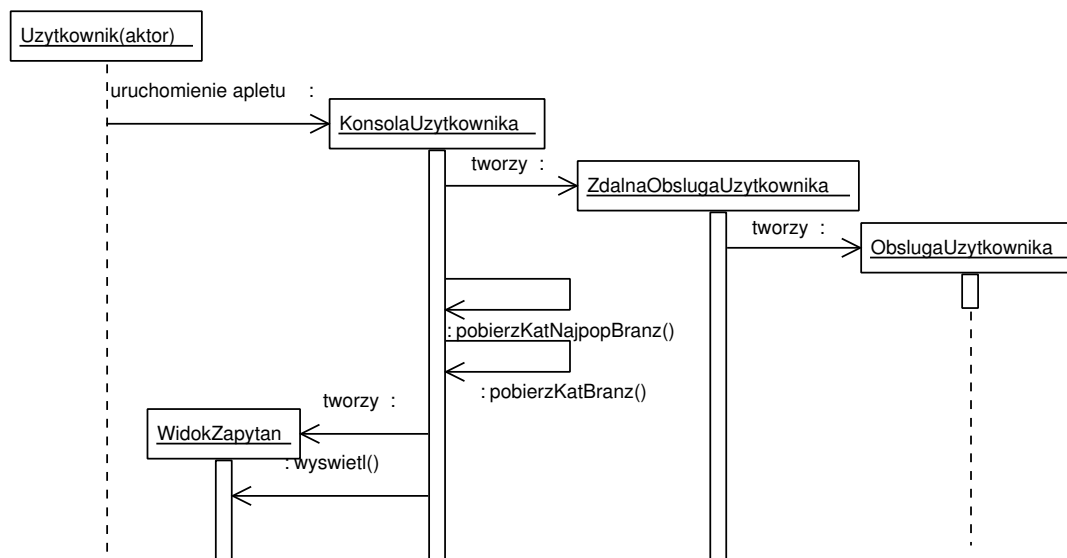 Uzytkownik(aktor)
uruchomienie apletu :
KonsolaUzytkownika
tworzy :
ZdalnaObslugaUzytkownika
tworzy :
ObslugaUzytkownika
: pobierzKatNajpopBranz()
: pobierzKatBranz()
tworzy :
WidokZapytan
: wyswietl()